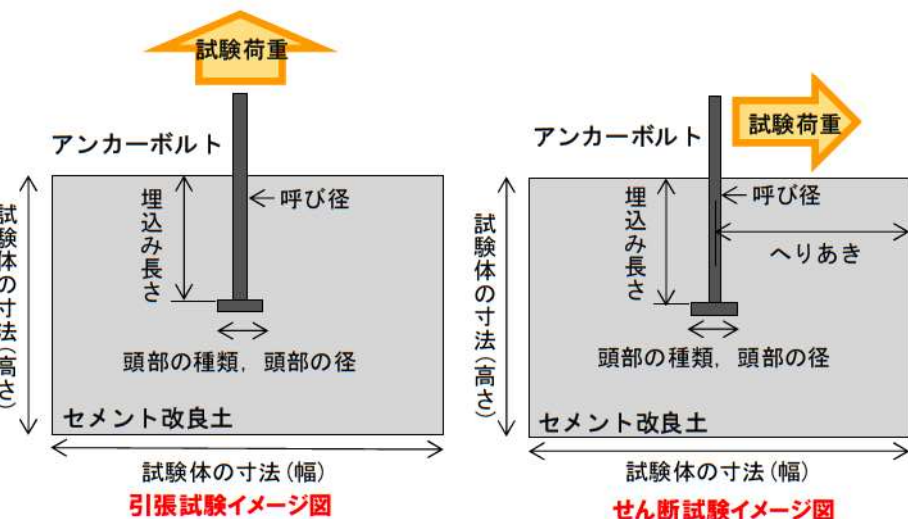 試験荷重
アンカーボルト
呼び径
埋込み長さ
試験体の寸法(高さ)
頭部の種類，頭部の径
セメント改良土
試験体の寸法(幅)
引張試験イメージ図
試験荷重
アンカーボルト
呼び径
埋込み長さ
へりあき
試験体の寸法(高さ)
頭部の種類，頭部の径
セメント改良土
試験体の寸法(幅)
せん断試験イメージ図